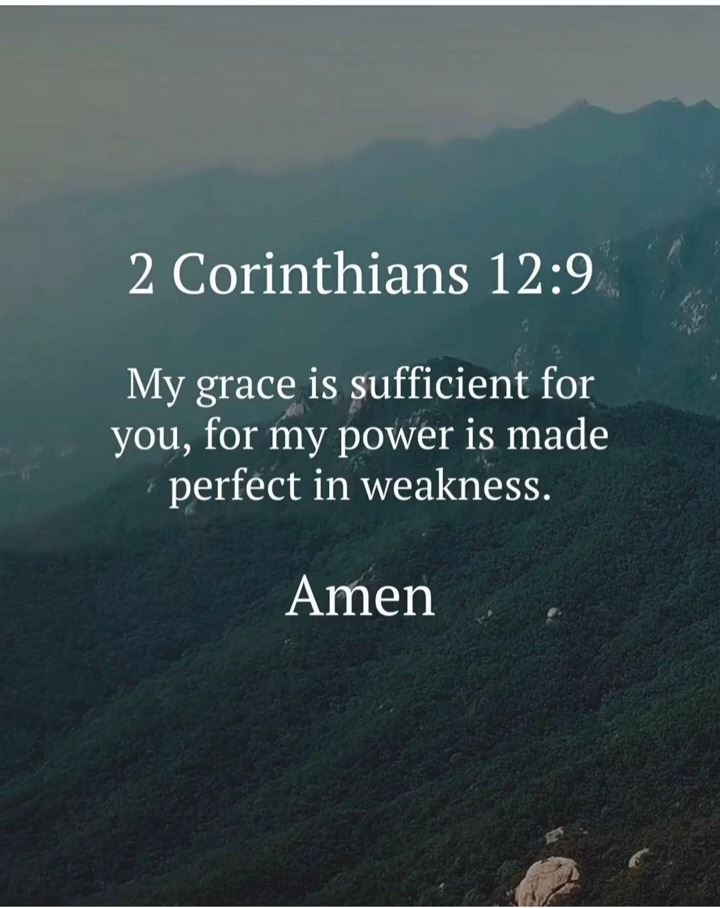 2 Corinthians 12:9
My grace is sufficient for
you, for my power is made
perfect in weakness.
Amen